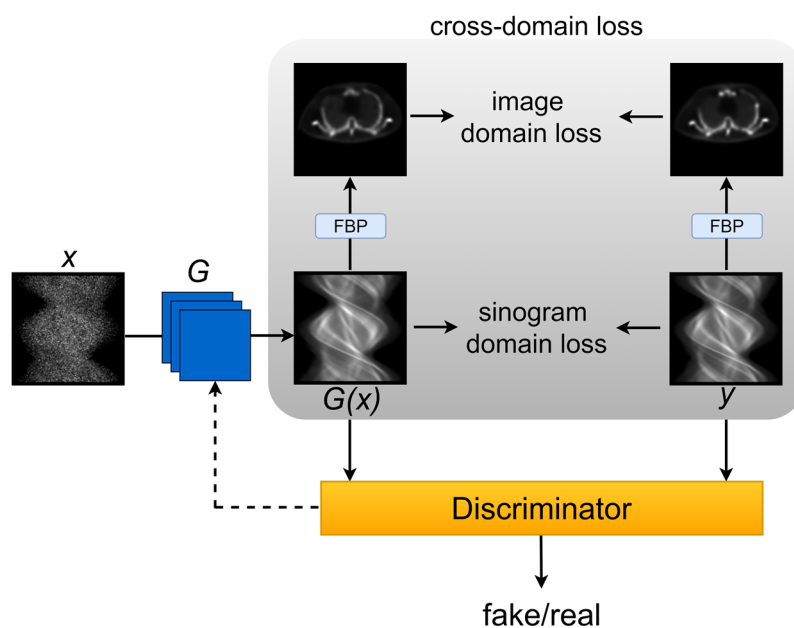 cross-domain loss
image
domain loss
FBP
FBP
x
G
sinogram
domain loss
G(x)
y
Discriminator
fake/real